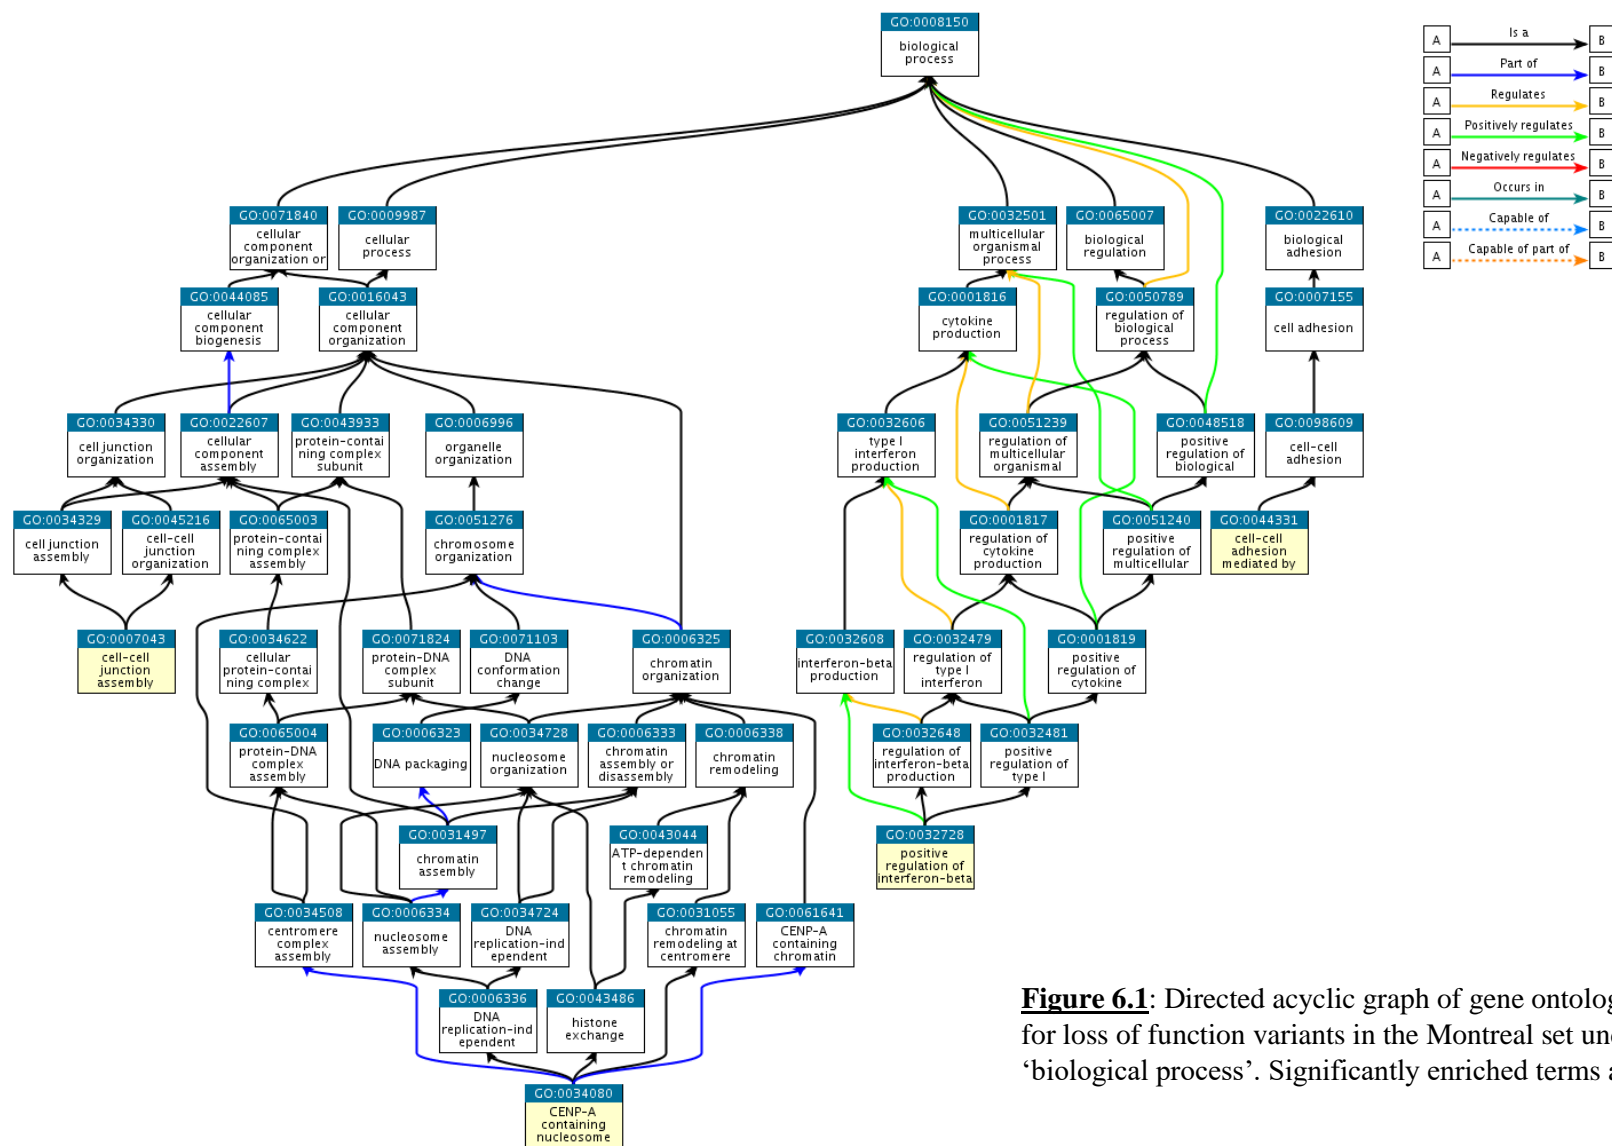 GO:0008150
biological
process
A Is a B
A Part of B
A Regulates B
A Positively regulates B
A Negatively regulates B
A Occurs in B
A Capable of B
A Capable of part of B
GO:0071840
cellular
component
organization or
GO:0009987
cellular
process
GO:0032501
multicellular
organismal
process
GO:0065007
biological
regulation
GO:0022610
biological
adhesion
GO:0044085
cellular
component
biogenesis
GO:0016043
cellular
component
organization
GO:0001816
cytokine
production
GO:0050789
regulation of
biological
process
GO:0007155
cell adhesion
GO:0034330
cell junction
organization
GO:0022607
cellular
component
assembly
GO:0043933
protein-contai
ning complex
subunit
GO:0006996
organelle
organization
GO:0032606
type I
interferon
production
GO:0051239
regulation of
multicellular
organismal
GO:0048518
positive
regulation of
biological
GO:0098609
cell-cell
adhesion
GO:0034329
cell junction
assembly
GO:0045216
cell-cell
junction
organization
GO:0065003
protein-contai
ning complex
assembly
GO:0051276
chromosome
organization
GO:0001817
regulation of
cytokine
production
GO:0051240
positive
regulation of
multicellular
GO:0044331
cell-cell
adhesion
mediated by
GO:0007043
cell-cell
junction
assembly
GO:0034622
cellular
protein-contai
ning complex
GO:0071824
protein-DNA
complex
subunit
GO:0071103
DNA
conformation
change
GO:0006325
chromatin
organization
GO:0032608
interferon-beta
production
GO:0032479
regulation of
type I
interferon
GO:0001819
positive
regulation of
cytokine
GO:0065004
protein-DNA
complex
assembly
GO:0006323
DNA packaging
GO:0034728
nucleosome
organization
GO:0006333
chromatin
assembly or
disassembly
GO:0006338
chromatin
remodeling
GO:0032648
regulation of
interferon-beta
production
GO:0032481
positive
regulation of
type I
GO:0031497
chromatin
assembly
GO:0043044
ATP-dependen
t chromatin
remodeling
GO:0032728
positive
regulation of
interferon-beta
GO:0034508
centromere
complex
assembly
GO:0006334
nucleosome
assembly
GO:0034724
DNA
replication-ind
ependent
GO:0031055
chromatin
remodeling at
centromere
GO:0061641
CENP-A
containing
chromatin
GO:0006336
DNA
replication-ind
ependent
GO:0043486
histone
exchange
GO:0034080
CENP-A
containing
nucleosome
Figure 6.1: Directed acyclic graph of gene ontolog
for loss of function variants in the Montreal set un
‘biological process’. Significantly enriched terms a